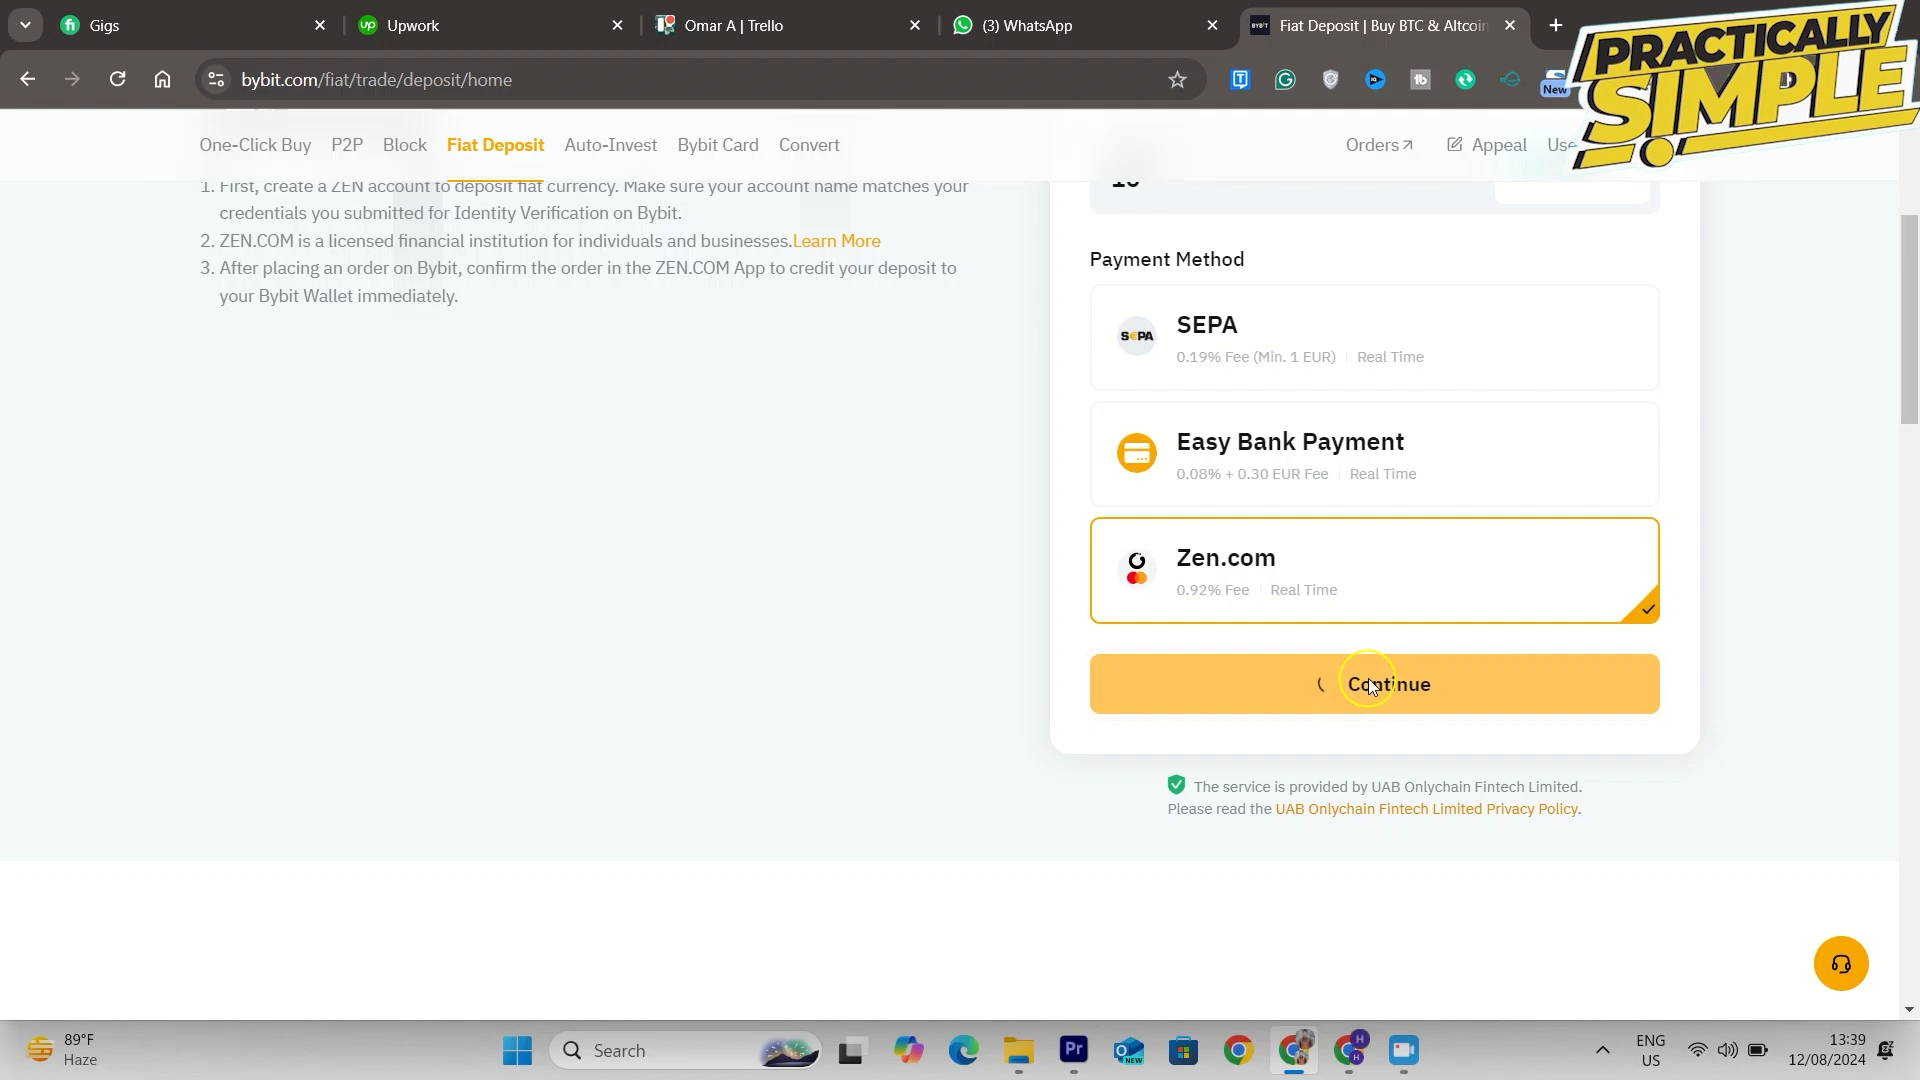 Gigs
Upwork
Omar A | Trello
(3) WhatsApp
Fiat Deposit | Buy BTC & Altcoin
bybit.com/fiat/trade/deposit/home
New
PRACTICALLY
SIMPLE
One-Click Buy P2P Block Fiat Deposit Auto-Invest Bybit Card Convert
Orders Appeal Use
1. First, create a ZEN account to deposit fiat currency. Make sure your account name matches your
credentials you submitted for Identity Verification on Bybit.
2. ZEN.COM is a licensed financial institution for individuals and businesses.Learn More
3. After placing an order on Bybit, confirm the order in the ZEN.COM App to credit your deposit to
your Bybit Wallet immediately.
Payment Method
SEPA
SEPA
0.19% Fee (Min. 1 EUR) Real Time
Easy Bank Payment
0.08% + 0.30 EUR Fee Real Time
Zen.com
0.92% Fee Real Time
Continue
The service is provided by UAB Onlychain Fintech Limited.
Please read the UAB Onlychain Fintech Limited Privacy Policy.
89°F
Haze
Search
ENG
US
13:39
12/08/2024